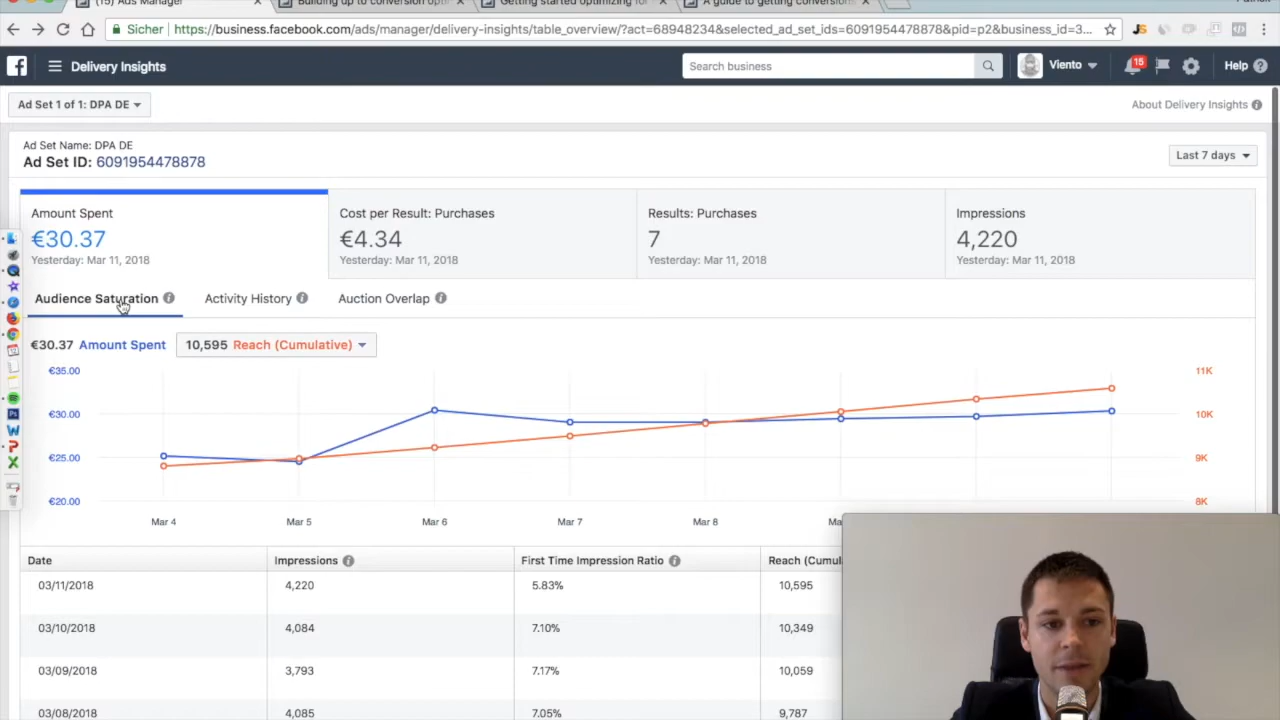 (15) Ads Manager
Building up to conversion opti
Getting started optimizing for
A guide to getting conversions
Sicher
https://business.facebook.com/ads/manager/delivery-insights/table_overview/?act=68948234&selected_ad_set_ids=6091954478878&pid=p2&business_id=3...
Delivery Insights
Search business
Viento
15
Help
Ad Set 1 of 1: DPA DE
About Delivery Insights
Ad Set Name: DPA DE
Ad Set ID: 6091954478878
Last 7 days
Amount Spent
€30.37
Yesterday: Mar 11, 2018
Cost per Result: Purchases
€4.34
Yesterday: Mar 11, 2018
Results: Purchases
7
Yesterday: Mar 11, 2018
Impressions
4,220
Yesterday: Mar 11, 2018
Audience Saturation
Activity History
Auction Overlap
€30.37 Amount Spent
10,595 Reach (Cumulative)
€35.00
11K
€30.00
10K
€25.00
9K
€20.00
8K
Mar 4
Mar 5
Mar 6
Mar 7
Mar 8
Ma
Date
Impressions
First Time Impression Ratio
Reach (Cumul
03/11/2018
4,220
5.83%
10,595
03/10/2018
4,084
7.10%
10,349
03/09/2018
3,793
7.17%
10,059
03/08/2018
4,085
7.05%
9,787